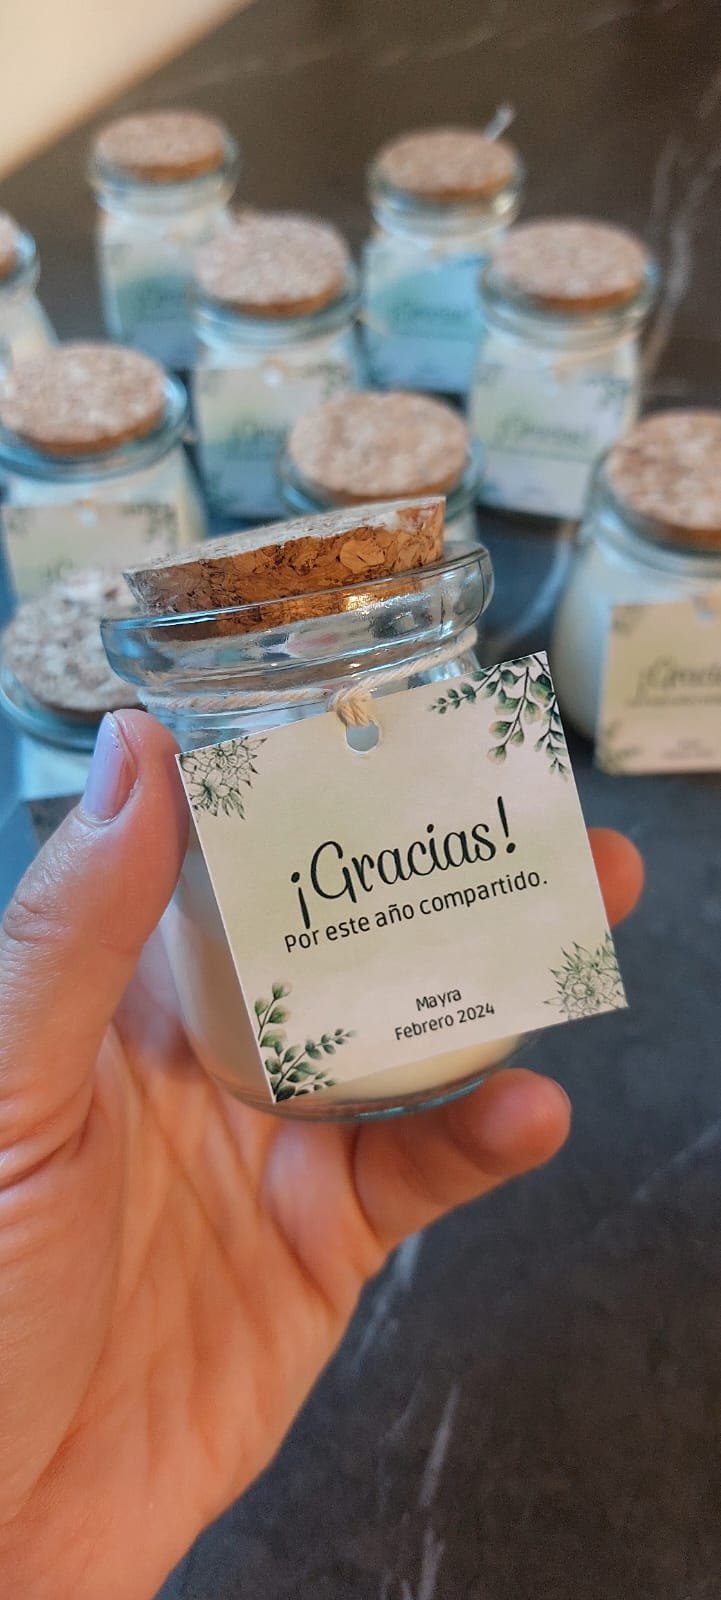 ¡Gracias!
Por este año compartido.
Mayra
Febrero 2024